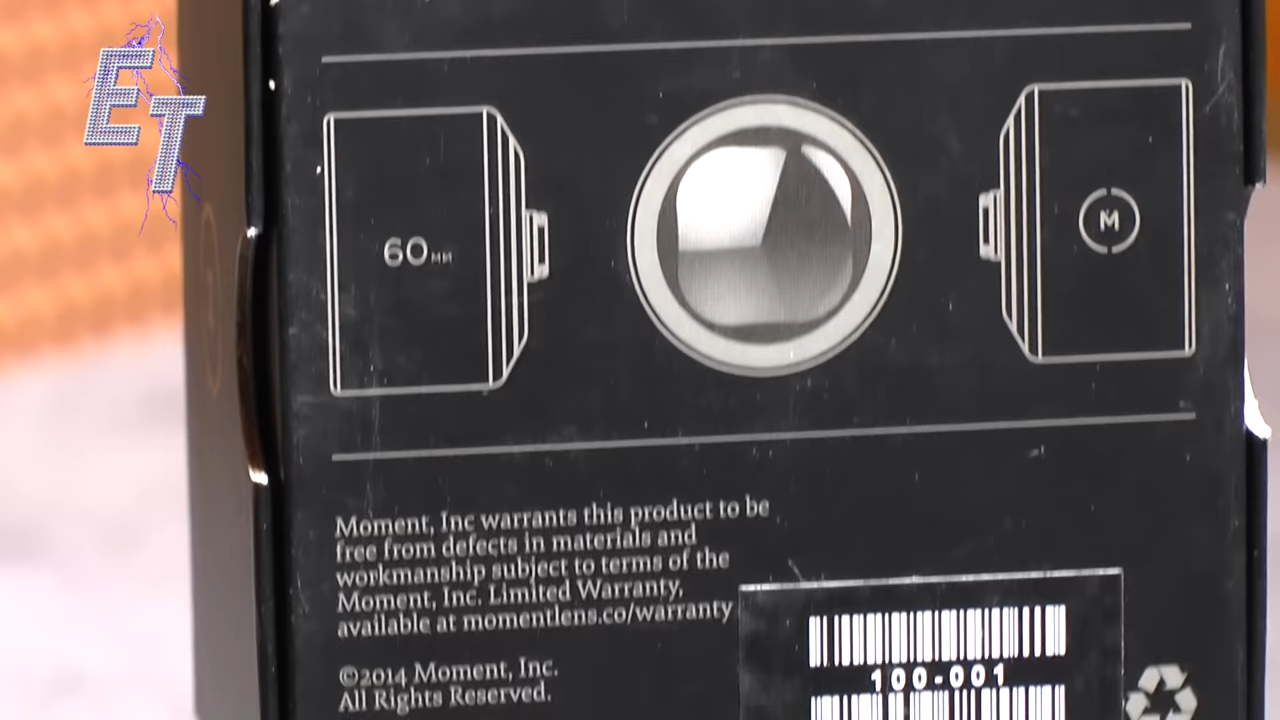 ET
60мм
M
Moment, Inc warrants this product to be
free from defects in materials and
workmanship subject to terms of the
Moment, Inc. Limited Warranty,
available at momentlens.co/warranty
©2014 Moment, Inc.
All Rights Reserved.
100-001